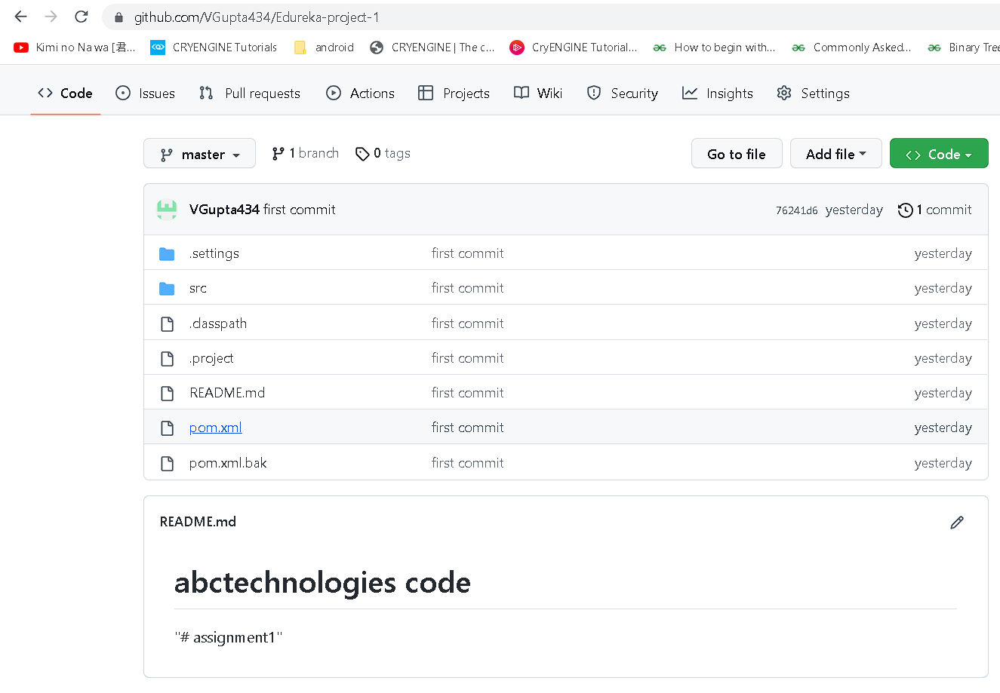 github.com/VGupta434/Edureka-project-1
Kimi no Na wa [君... CRYENGINE Tutorials android CRYENGINE | The c... CryENGINE Tutorial... How to begin with... Commonly Asked... Binary Tree
Code Issues Pull requests Actions Projects Wiki Security Insights Settings
master 1 branch 0 tags Go to file Add file Code
VGupta434 first commit 76241d6 yesterday 1 commit
.settings first commit yesterday
src first commit yesterday
.classpath first commit yesterday
.project first commit yesterday
README.md first commit yesterday
pom.xml first commit yesterday
pom.xml.bak first commit yesterday
README.md
abctechnologies code
"# assignment1"